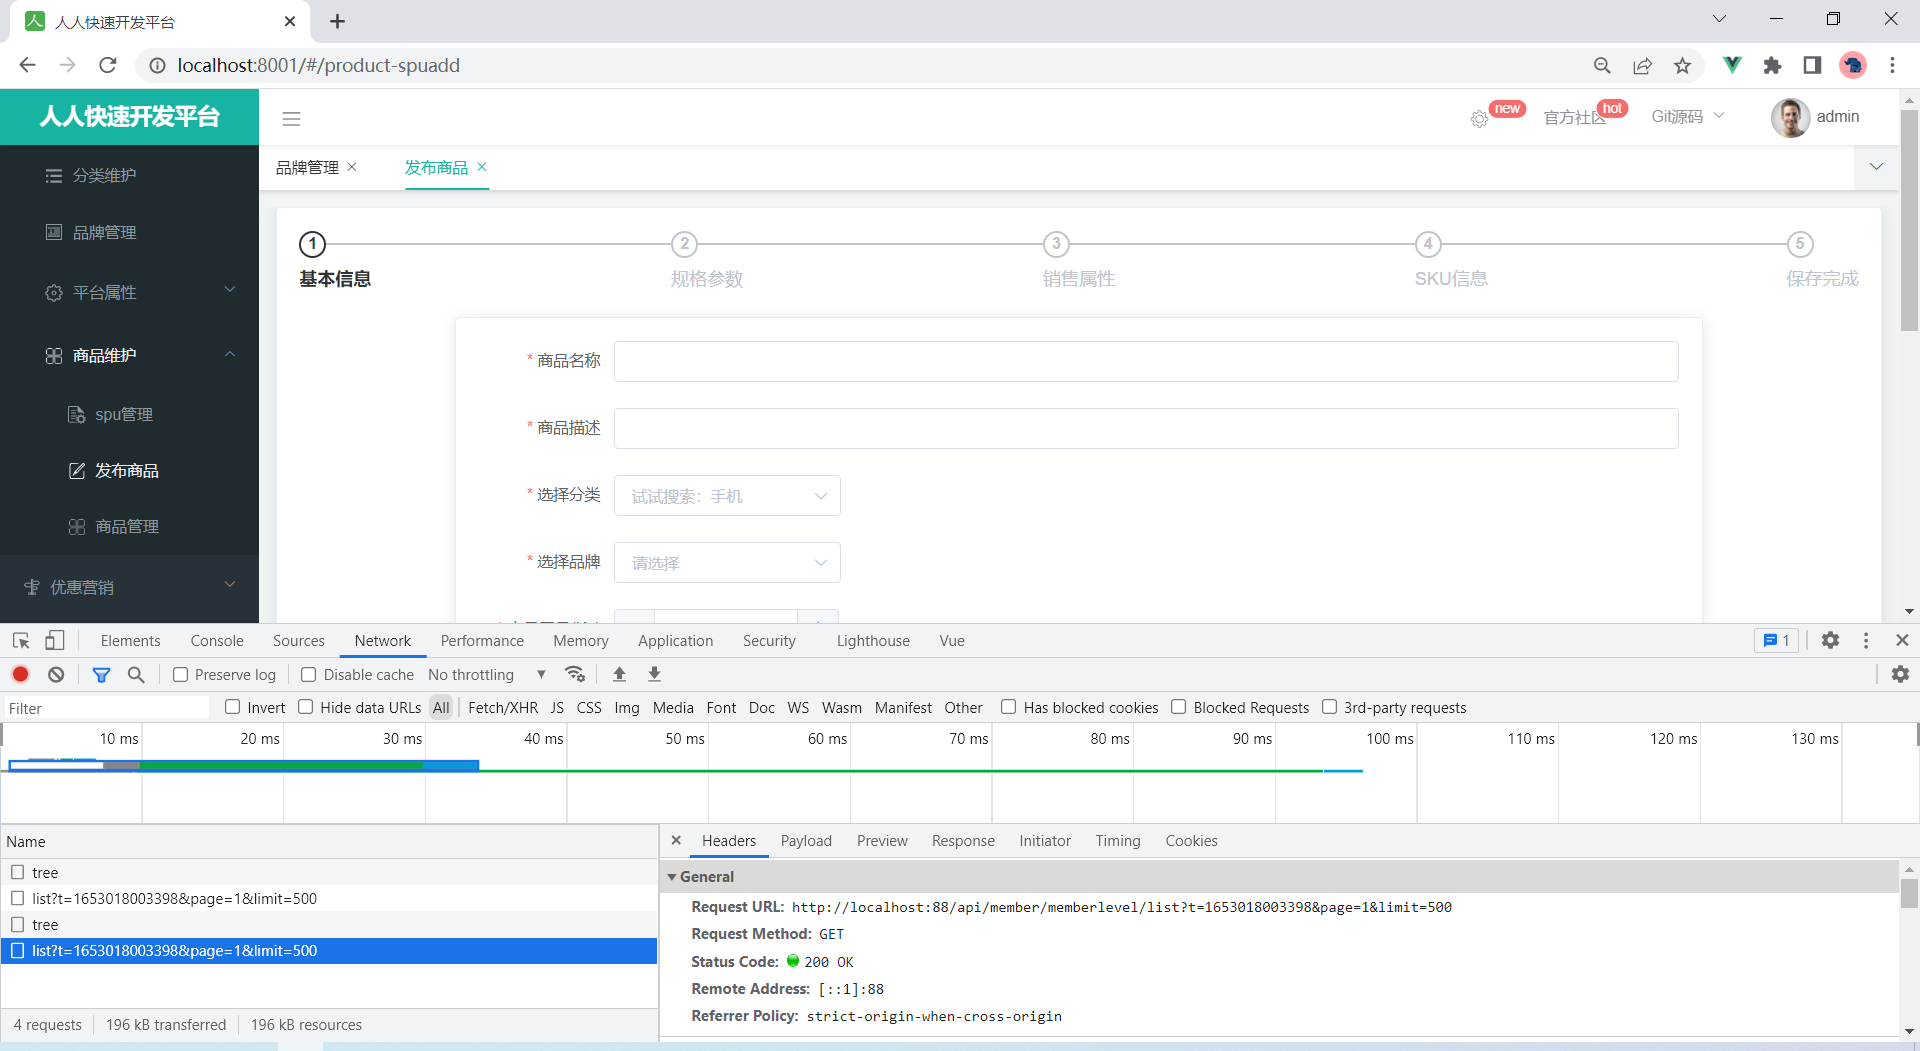 人人快速开发平台
localhost:8001/#/product-spuadd
人人快速开发平台
new
官方社区
hot
Git源码
admin
分类维护
品牌管理
平台属性
商品维护
spu管理
发布商品
商品管理
优惠营销
品牌管理
发布商品
1
2
3
4
5
基本信息
规格参数
销售属性
SKU信息
保存完成
* 商品名称
* 商品描述
* 选择分类
试试搜索：手机
* 选择品牌
请选择
Elements Console Sources Network Performance Memory Application Security Lighthouse Vue
1
Preserve log Disable cache No throttling
Filter Invert Hide data URLs All Fetch/XHR JS CSS Img Media Font Doc WS Wasm Manifest Other Has blocked cookies Blocked Requests 3rd-party requests
10 ms 20 ms 30 ms 40 ms 50 ms 60 ms 70 ms 80 ms 90 ms 100 ms 110 ms 120 ms 130 ms
Name
tree
list?t=1653018003398&page=1&limit=500
tree
list?t=1653018003398&page=1&limit=500
4 requests 196 kB transferred 196 kB resources
Headers Payload Preview Response Initiator Timing Cookies
General
Request URL: http://localhost:88/api/member/memberlevel/list?t=1653018003398&page=1&limit=500
Request Method: GET
Status Code: 200 OK
Remote Address: [::1]:88
Referrer Policy: strict-origin-when-cross-origin